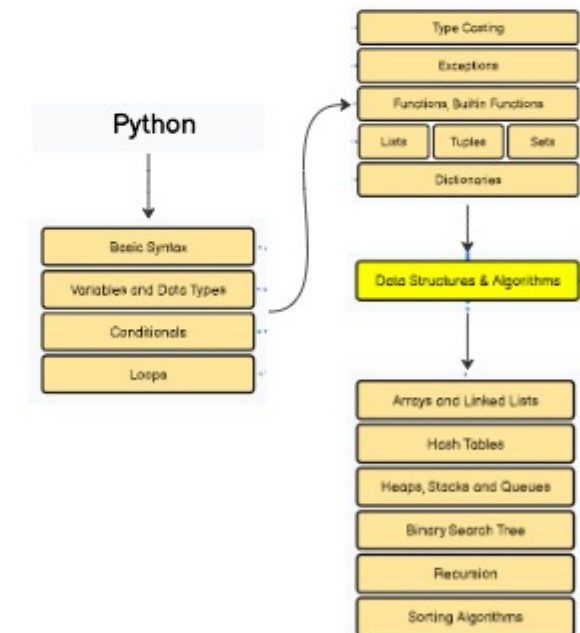 Python
Basic Syntax
Variables and Data Types
Conditionals
Loops
Type Casting
Exceptions
Functions, Builtin Functions
Lists Tuples Sets
Dictionaries
Data Structures & Algorithms
Arrays and Linked Lists
Hash Tables
Heaps, Stacks and Queues
Binary Search Tree
Recursion
Sorting Algorithms